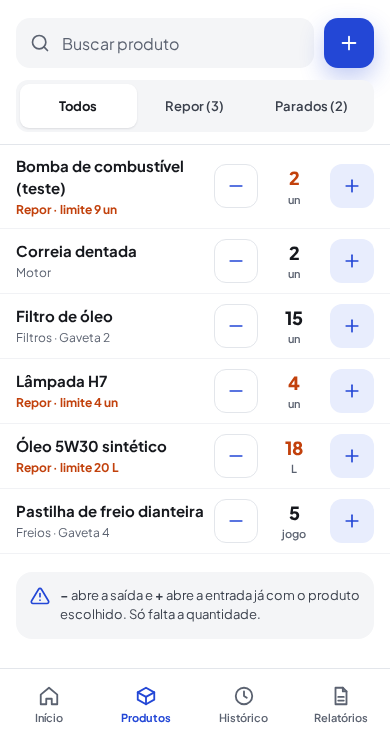 Buscar produto
Todos
Repor (3)
Parados (2)
Bomba de combustível
(teste)
Repor · limite 9 un
2
un
Correia dentada
Motor
2
un
Filtro de óleo
Filtros · Gaveta 2
15
un
Lâmpada H7
Repor · limite 4 un
4
un
Óleo 5W30 sintético
Repor · limite 20 L
18
L
Pastilha de freio dianteira
Freios · Gaveta 4
5
jogo
− abre a saída e + abre a entrada já com o produto
escolhido. Só falta a quantidade.
Início
Produtos
Histórico
Relatórios